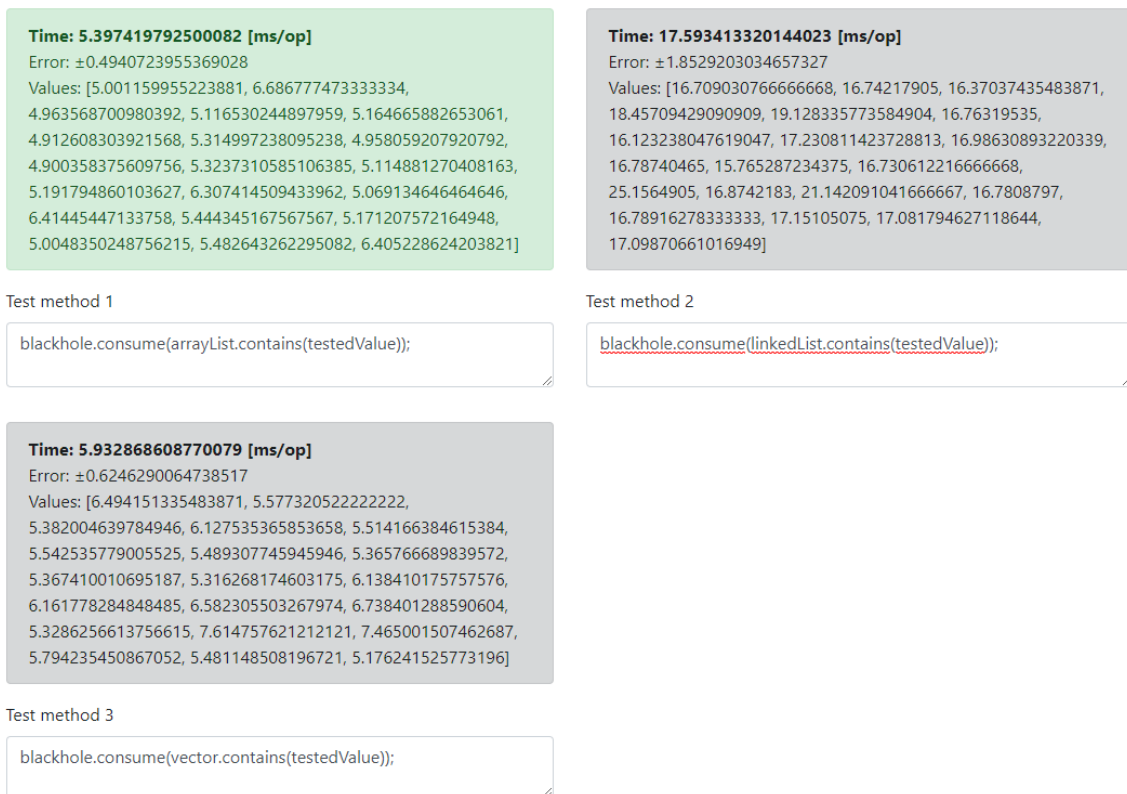 Time: 5.397419792500082 [ms/op]
Error: ±0.4940723955369028
Values: [5.001159955223881, 6.686777473333334,
4.963568700980392, 5.116530244897959, 5.164665882653061,
4.912608303921568, 5.314997238095238, 4.958059207920792,
4.900358375609756, 5.3237310585106385, 5.114881270408163,
5.191794860103627, 6.307414509433962, 5.069134646464646,
6.41445447133758, 5.444345167567567, 5.171207572164948,
5.0048350248756215, 5.482643262295082, 6.405228624203821]
Test method 1
blackhole.consume(arrayList.contains(testedValue));
Time: 17.593413320144023 [ms/op]
Error: ±1.8529203034657327
Values: [16.709030766666668, 16.74217905, 16.37037435483871,
18.45709429090909, 19.128335773584904, 16.76319535,
16.123238047619047, 17.230811423728813, 16.98630893220339,
16.78740465, 15.765287234375, 16.730612216666668,
25.1564905, 16.8742183, 21.142091041666667, 16.7808797,
16.78916278333333, 17.15105075, 17.081794627118644,
17.09870661016949]
Test method 2
blackhole.consume(linkedList.contains(testedValue));
Time: 5.932868608770079 [ms/op]
Error: ±0.6246290064738517
Values: [6.494151335483871, 5.577320522222222,
5.382004639784946, 6.127535365853658, 5.514166384615384,
5.542535779005525, 5.489307745945946, 5.365766689839572,
5.367410010695187, 5.316268174603175, 6.138410175757576,
6.161778284848485, 6.582305503267974, 6.738401288590604,
5.3286256613756615, 7.614757621212121, 7.465001507462687,
5.794235450867052, 5.481148508196721, 5.176241525773196]
Test method 3
blackhole.consume(vector.contains(testedValue));